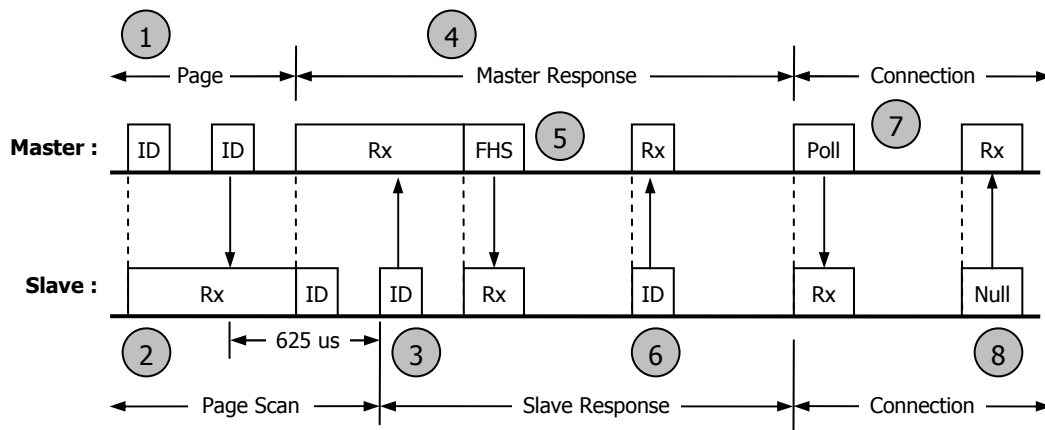 1 4
Page Master Response Connection
5 7
Master : ID ID Rx FHS Rx Poll Rx
Slave : Rx ID ID Rx ID Rx Null
2 625 us 3 6 8
Page Scan Slave Response Connection